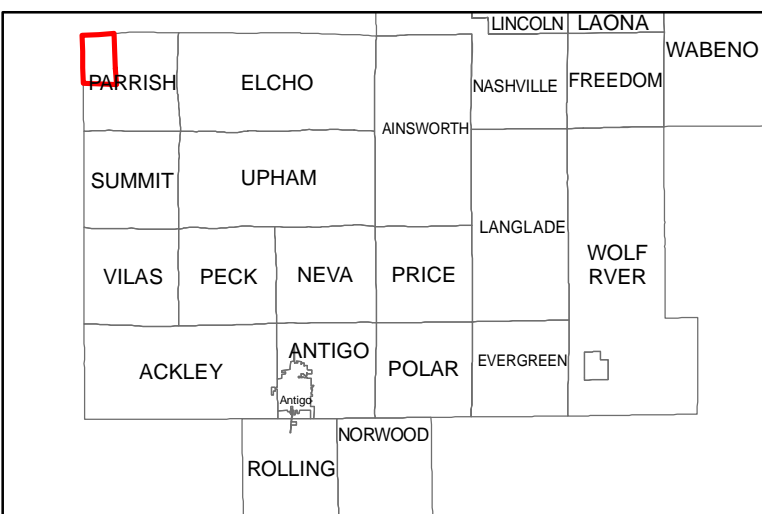 LINCOLN
LAONA
WABENO
PARRISH
ELCHO
NASHVILLE
FREEDOM
AINSWORTH
SUMMIT
UPHAM
LANGLADE
WOLF
RVER
VILAS
PECK
NEVA
PRICE
ACKLEY
ANTIGO
POLAR
EVERGREEN
Antigo
NORWOOD
ROLLING